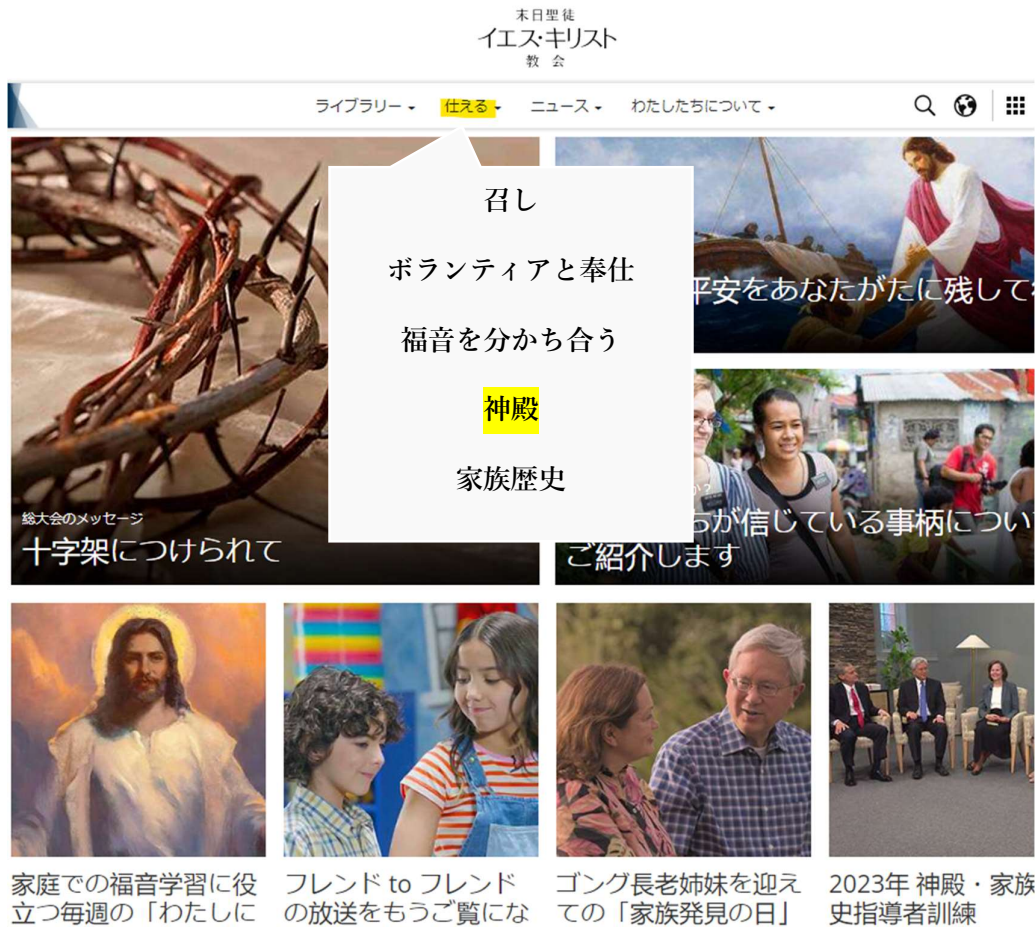 末日聖徒
イエス・キリスト
教会
ライブラリー
仕える
ニュース
わたしたちについて
召し
ボランティアと奉仕
福音を分かち合う
神殿
家族歴史
総大会のメッセージ
十字架につけられて
平安をあなたがたに残して
ちが信じている事柄につい
ご紹介します
家庭での福音学習に役
立つ毎週の「わたしに
フレンド to フレンド
の放送をもうご覧にな
ゴング長老姉妹を迎え
ての「家族発見の日」
2023年 神殿・家族
史指導者訓練